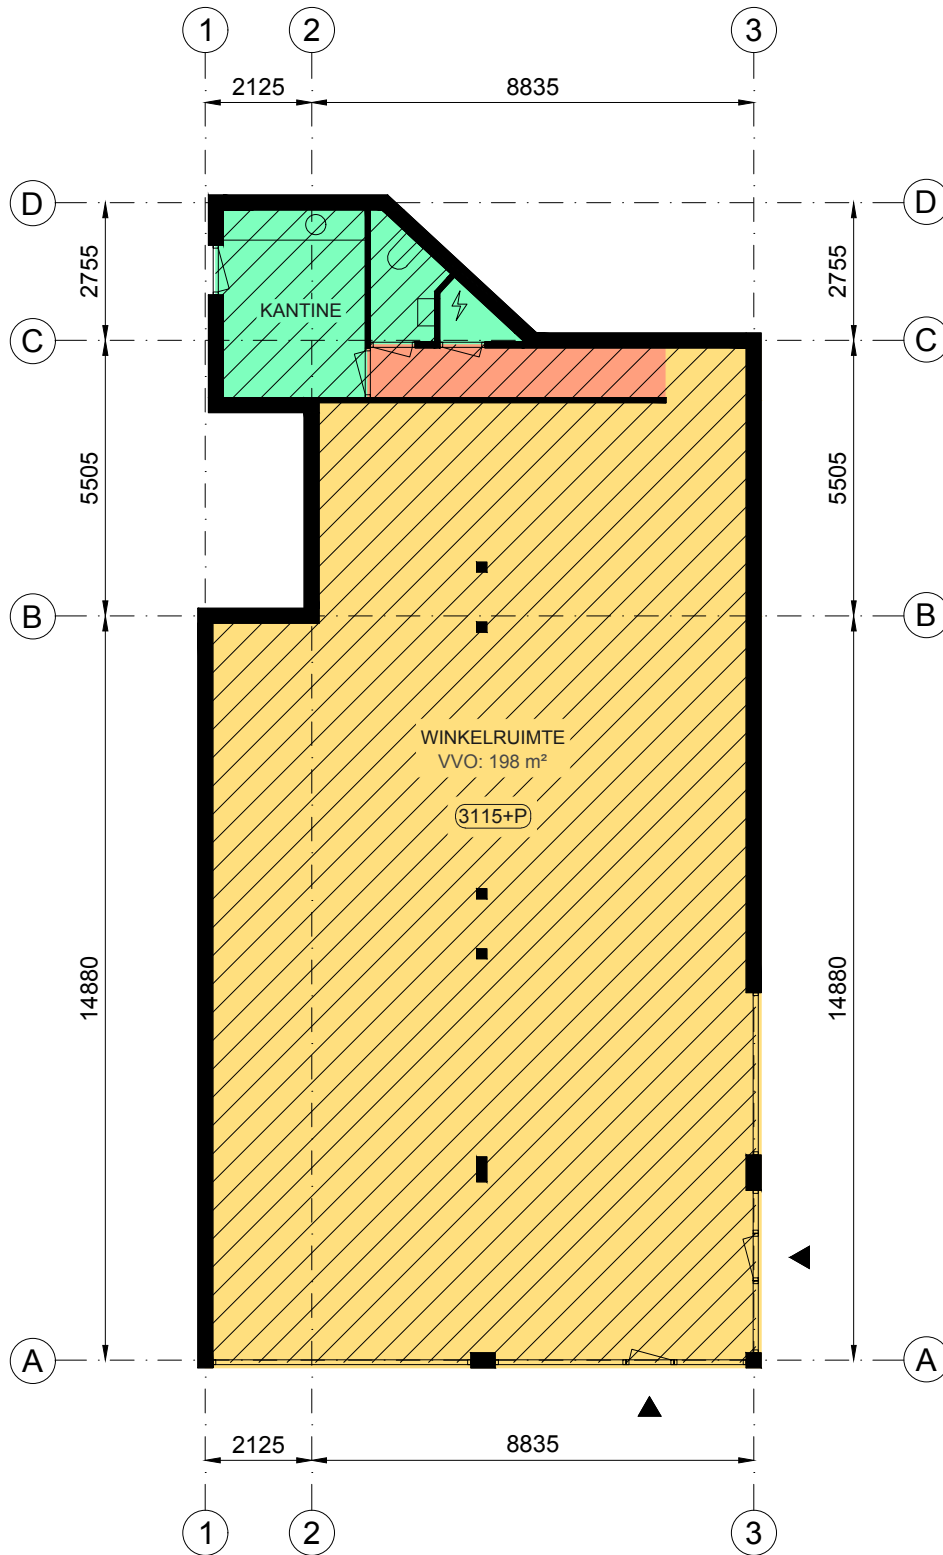 1
2
3
2125
8835
D
D
2755
2755
KANTINE
C
C
5505
5505
B
B
WINKELRUIMTE
VVO: 198 m²
3115+P
14880
14880
A
A
2125
8835
1
2
3